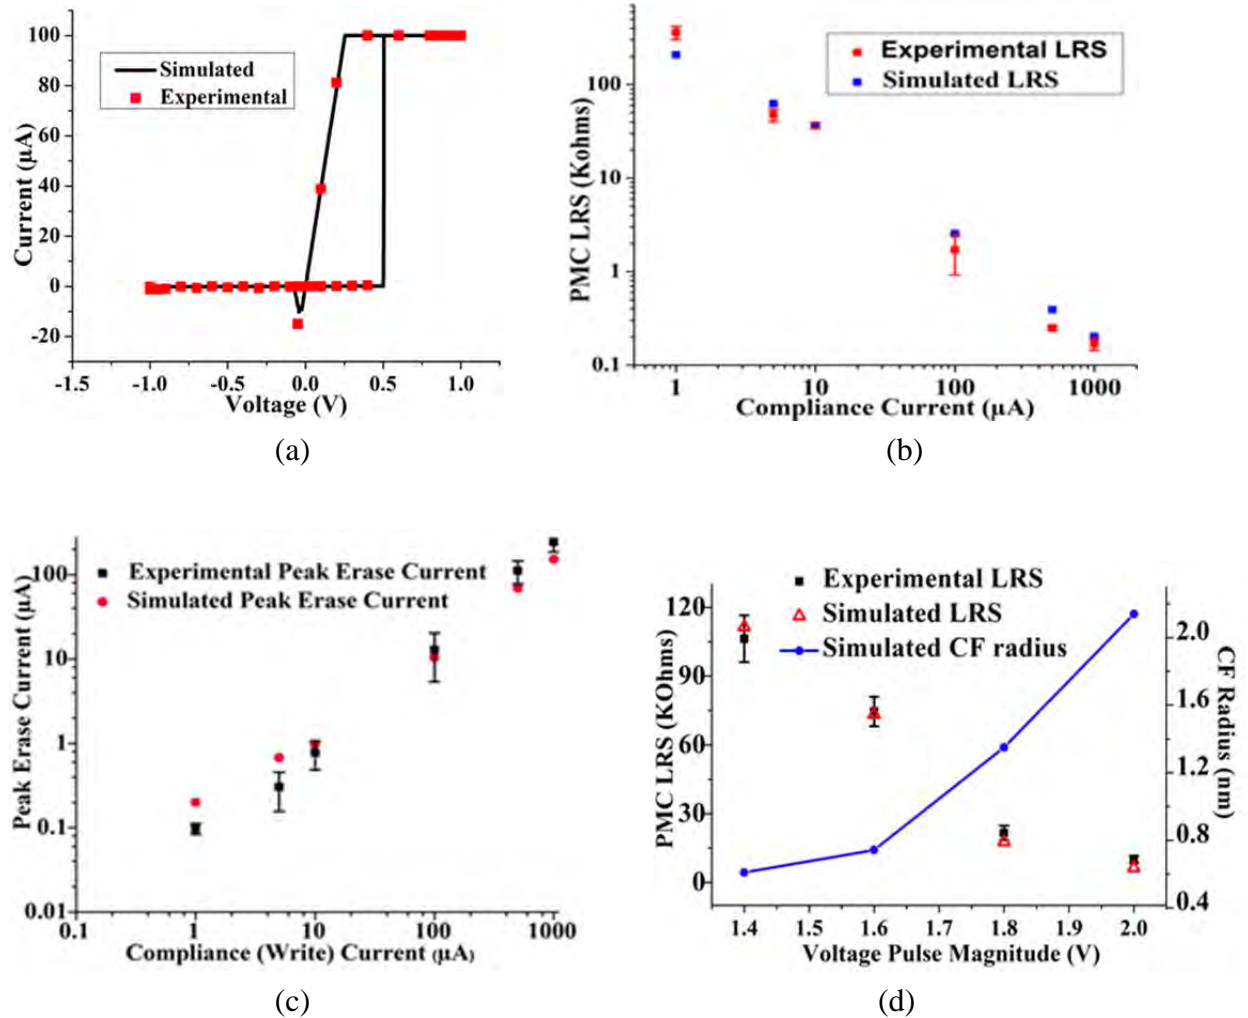 100
80
60
40
20
0
-20
Current (μA)
Simulated
Experimental
-1.5
-1.0
-0.5
0.0
0.5
1.0
Voltage (V)
(a)
100
10
1
0.1
PMC LRS (Kohms)
Experimental LRS
Simulated LRS
1
10
100
1000
Compliance Current (μA)
(b)
100
10
1
0.1
0.01
Peak Erase Current (μA)
Experimental Peak Erase Current
Simulated Peak Erase Current
0.1
1
10
100
1000
Compliance (Write) Current (μA)
(c)
120
90
60
30
0
PMC LRS (KOhms)
Experimental LRS
Simulated LRS
Simulated CF radius
2.0
1.6
1.2
0.8
0.4
CF Radius (nm)
1.4
1.5
1.6
1.7
1.8
1.9
2.0
Voltage Pulse Magnitude (V)
(d)